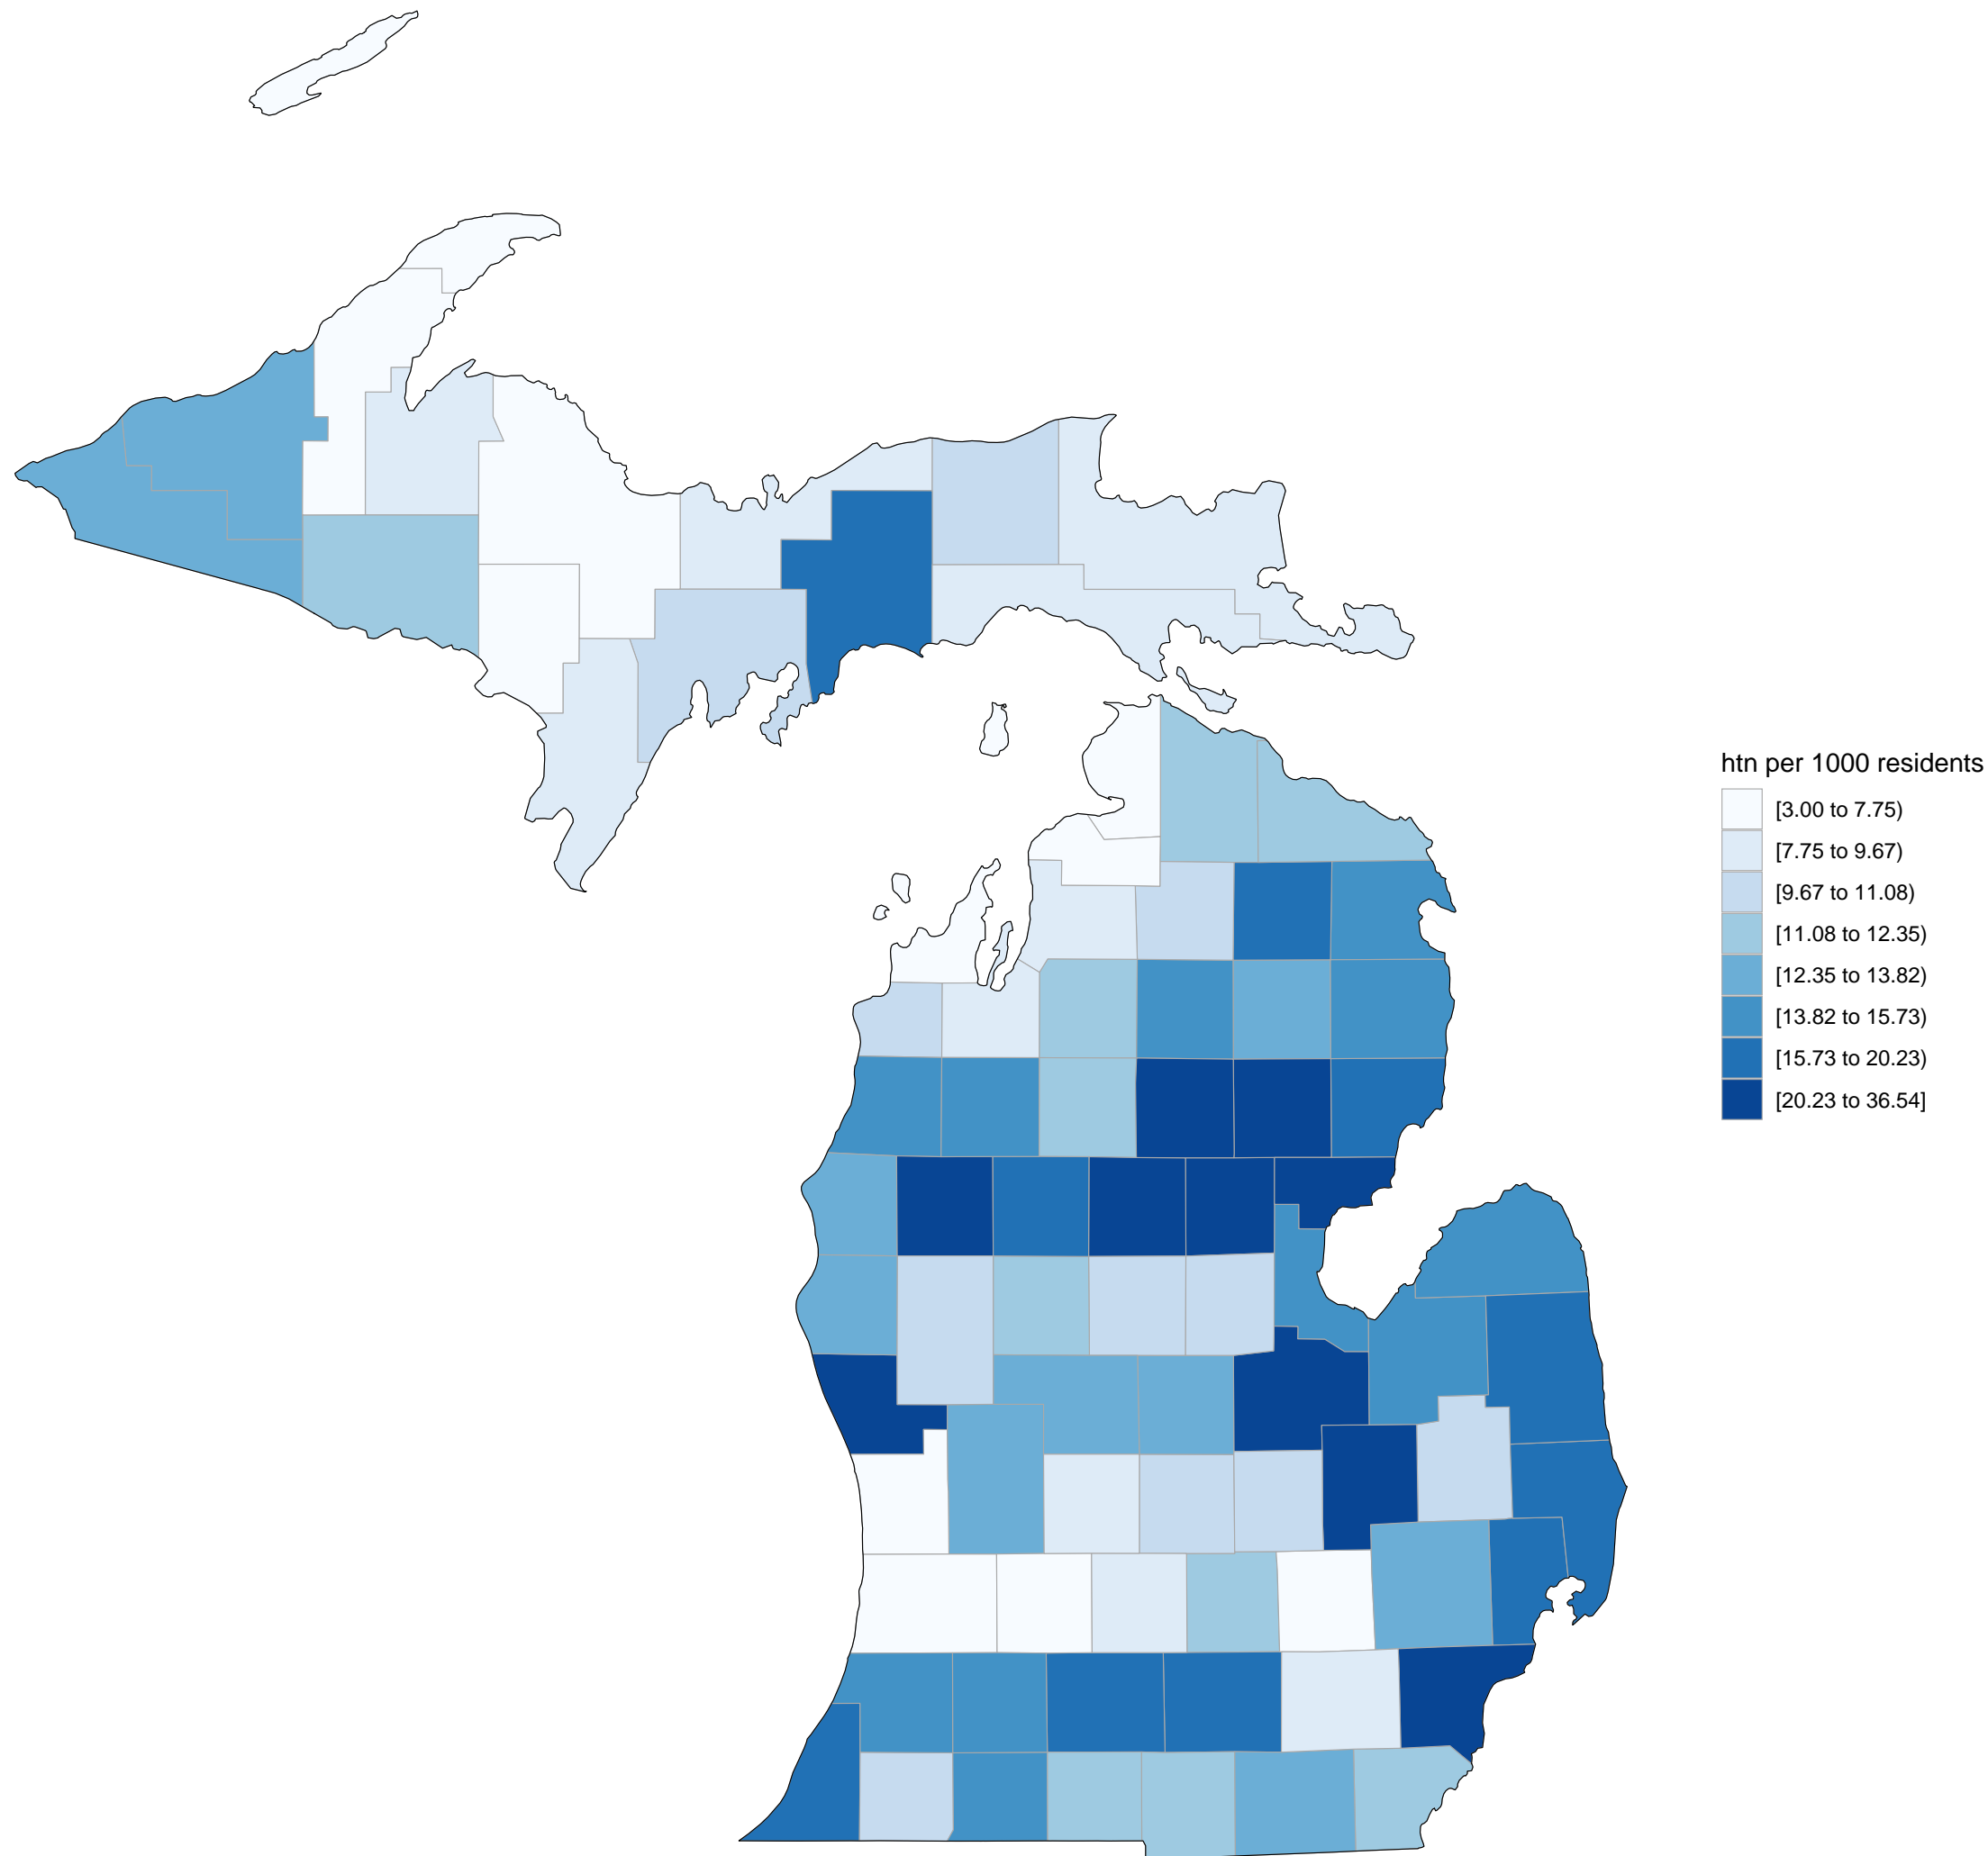 htn per 1000 residents
[3.00 to 7.75)
[7.75 to 9.67)
[9.67 to 11.08)
[11.08 to 12.35)
[12.35 to 13.82)
[13.82 to 15.73)
[15.73 to 20.23)
[20.23 to 36.54]